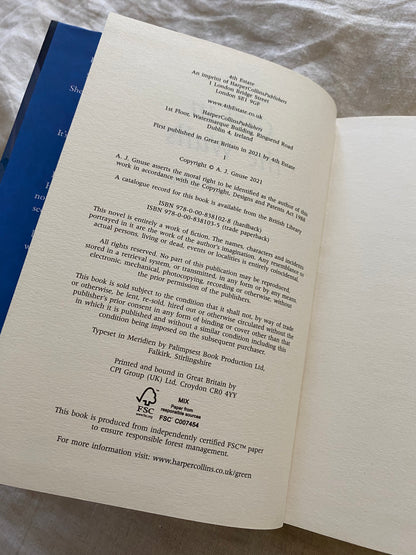 4th Estate
An imprint of HarperCollinsPublishers
1 London Bridge Street
London SE1 9GF
www.4thEstate.co.uk
HarperCollinsPublishers
1st Floor, Watermarque Building, Ringsend Road
Dublin 4, Ireland
First published in Great Britain in 2021 by 4th Estate
1
Copyright © A. J. Gnuse 2021
A. J. Gnuse asserts the moral right to be identified as the author of this
work in accordance with the Copyright, Designs and Patents Act 1988
A catalogue record for this book is available from the British Library
ISBN 978-0-00-838102-8 (hardback)
ISBN 978-0-00-838103-5 (trade paperback)
This novel is entirely a work of fiction. The names, characters and incidents
portrayed in it are the work of the author's imagination. Any resemblance to
actual persons, living or dead, events or localities is entirely coincidental.
All rights reserved. No part of this publication may be reproduced,
stored in a retrieval system, or transmitted, in any form or by any means,
electronic, mechanical, photocopying, recording or otherwise, without
the prior permission of the publishers.
This book is sold subject to the condition that it shall not, by way of trade
or otherwise, be lent, re-sold, hired out or otherwise circulated without the
publisher's prior consent in any form of binding or cover other than that
in which it is published and without a similar condition including this
condition being imposed on the subsequent purchaser.
Typeset in Meridien by Palimpsest Book Production Ltd,
Falkirk, Stirlingshire
Printed and bound in Great Britain by
CPI Group (UK) Ltd, Croydon CR0 4YY
FSC
www.fsc.org
MIX
Paper from
responsible sources
FSC C007454
This book is produced from independently certified FSC™ paper
to ensure responsible forest management.
For more information visit: www.harpercollins.co.uk/green